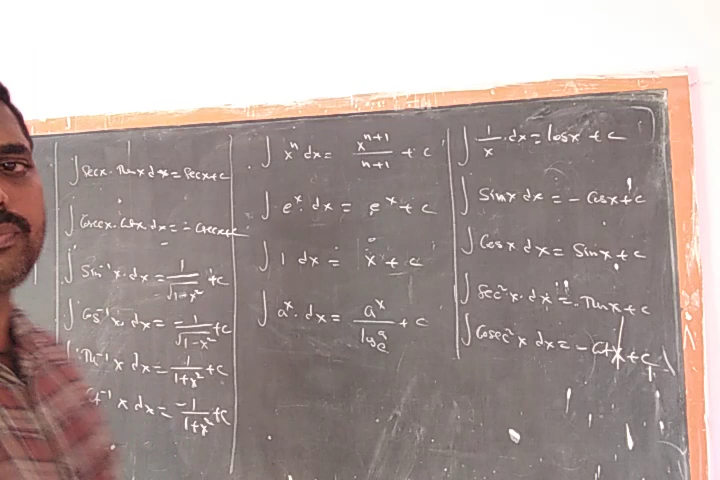 ∫ Secx · Tanx dx = Secx + c
∫ Cosecx · Cotx dx = - Cosecx + c
∫ Sin⁻¹x · dx = 1/√(1-x²) + c
∫ Cos⁻¹x · dx = -1/√(1-x²) + c
∫ Tan⁻¹x dx = 1/(1+x²) + c
Cot⁻¹ x dx = -1/(1+x²) + c
∫ xⁿ dx = xⁿ⁺¹/(n+1) + c
∫ eˣ · dx = eˣ + c
∫ 1 dx = x + c
∫ aˣ · dx = aˣ/log + c
∫ 1/x · dx = logx + c
∫ Sinx dx = - Cosx + c
∫ Cosx dx = Sinx + c
∫ Sec²x · dx = Tanx + c
∫ Cosec²x dx = - Cotx + c